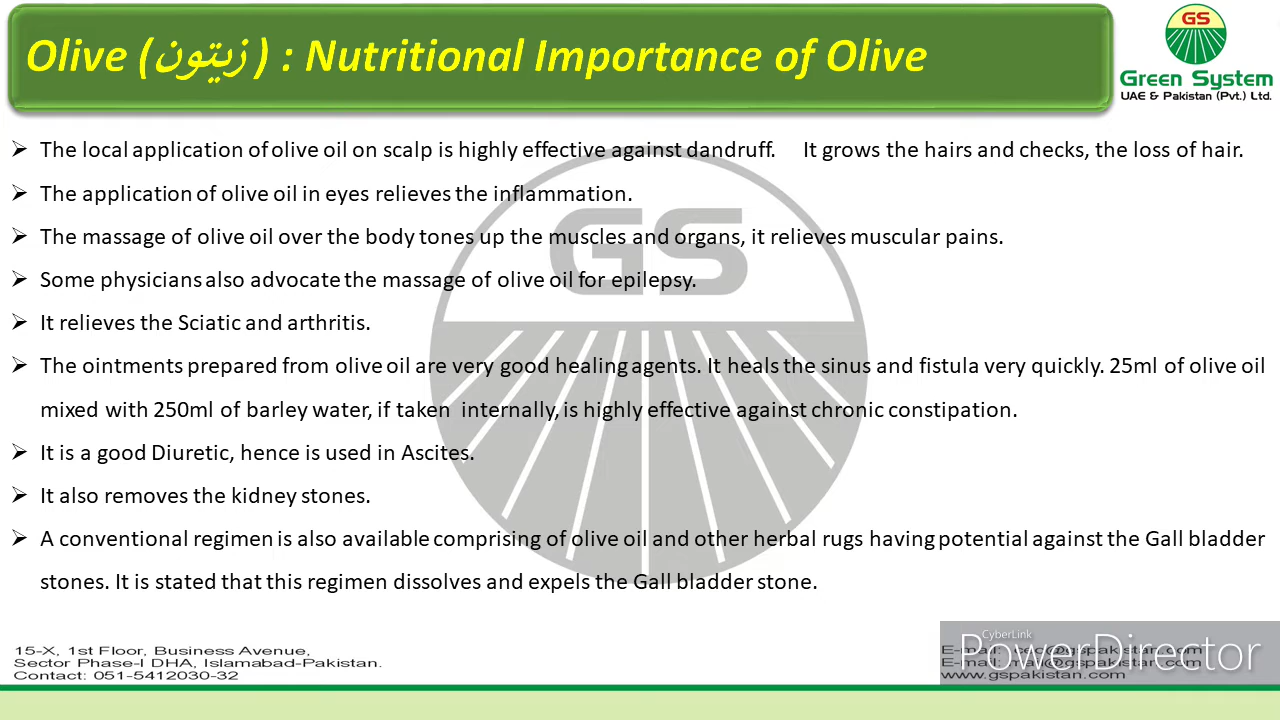 Olive (زیتون) : Nutritional Importance of Olive
GS
Green System
UAE & Pakistan (Pvt.) Ltd.
➢ The local application of olive oil on scalp is highly effective against dandruff. It grows the hairs and checks, the loss of hair.
➢ The application of olive oil in eyes relieves the inflammation.
➢ The massage of olive oil over the body tones up the muscles and organs, it relieves muscular pains.
➢ Some physicians also advocate the massage of olive oil for epilepsy.
➢ It relieves the Sciatic and arthritis.
➢ The ointments prepared from olive oil are very good healing agents. It heals the sinus and fistula very quickly. 25ml of olive oil
mixed with 250ml of barley water, if taken internally, is highly effective against chronic constipation.
➢ It is a good Diuretic, hence is used in Ascites.
➢ It also removes the kidney stones.
➢ A conventional regimen is also available comprising of olive oil and other herbal rugs having potential against the Gall bladder
stones. It is stated that this regimen dissolves and expels the Gall bladder stone.
GS
15-X, 1st Floor, Business Avenue,
Sector Phase-I DHA, Islamabad-Pakistan.
Contact: 051-5412030-32
CyberLink
PowerDirector
E-mail: @gspakistan.com
E-mail: @gspakistan.com
www.gspakistan.com